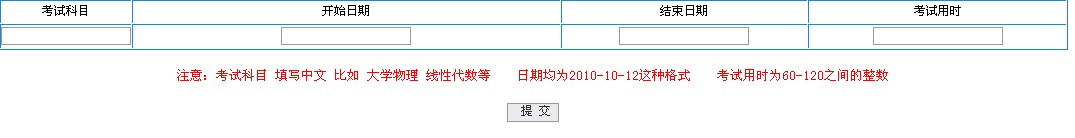 考试科目 开始日期 结束日期 考试用时
注意：考试科目 填写中文 比如 大学物理 线性代数等 日期均为2010-10-12这种格式 考试用时为60-120之间的整数
提 交